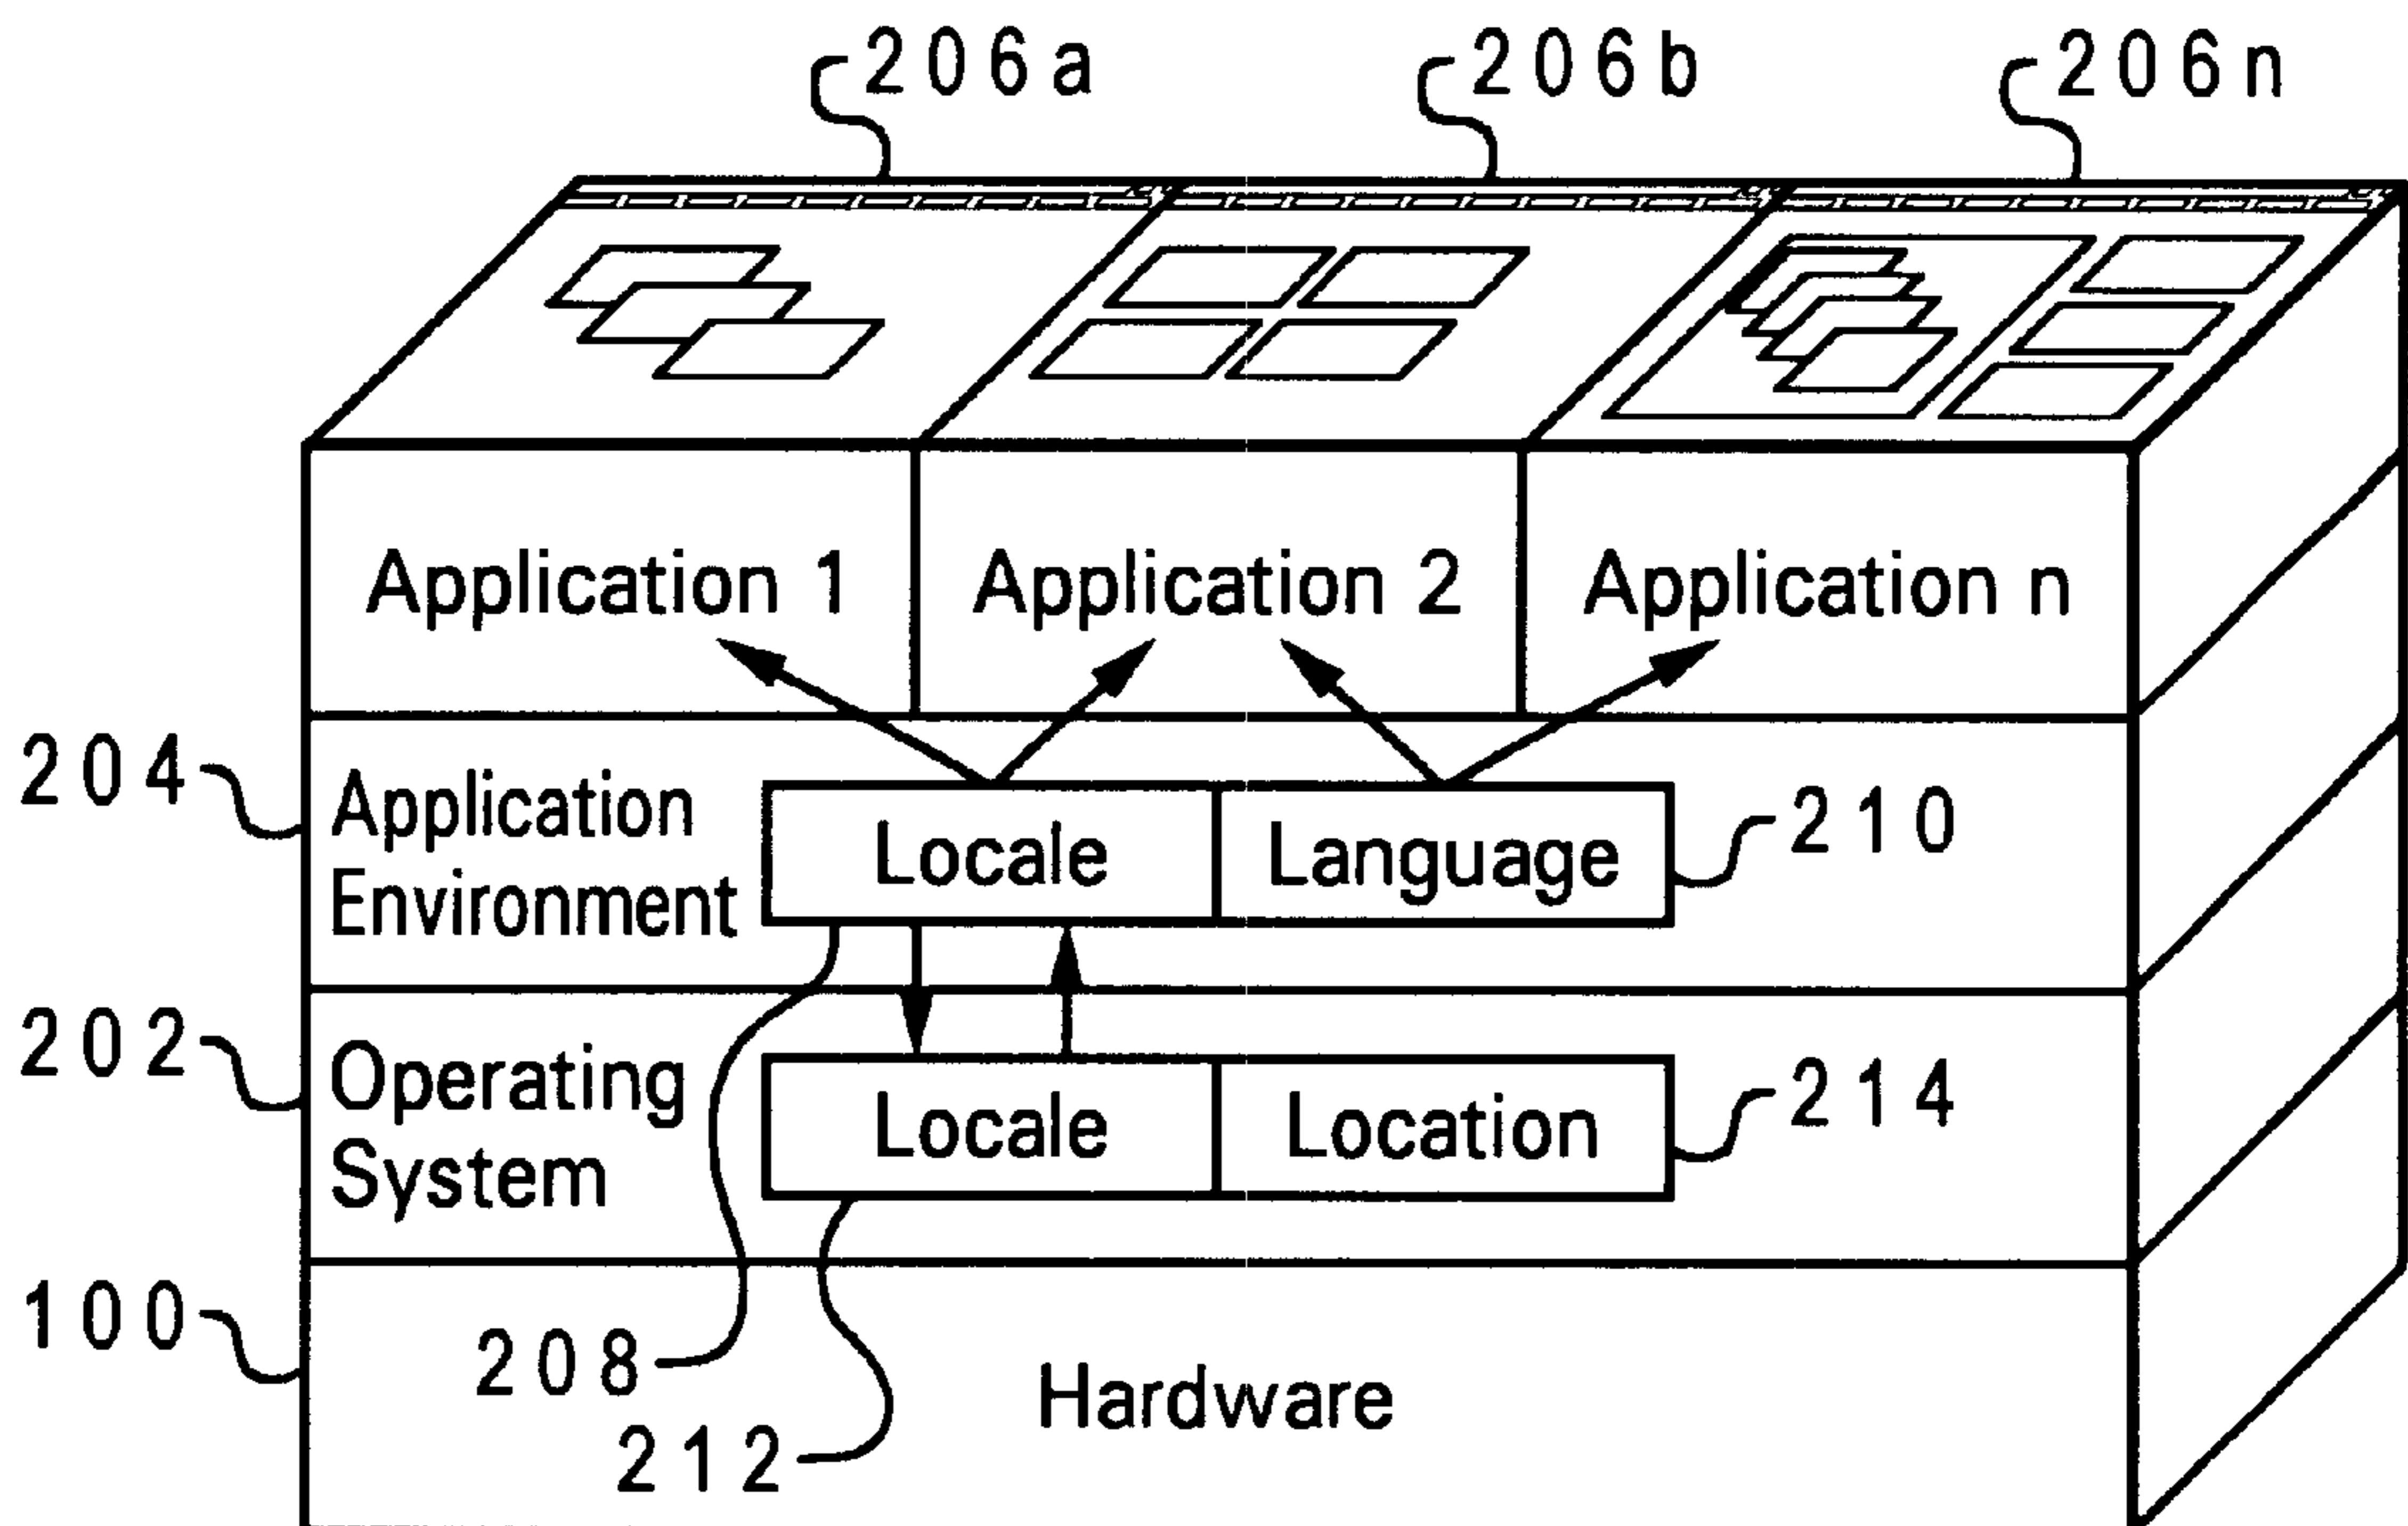 206a 206b 206n
Application 1 Application 2 Application n
204
Application
Environment
Locale Language
210
202
Operating
System
Locale Location
214
100
208
Hardware
212